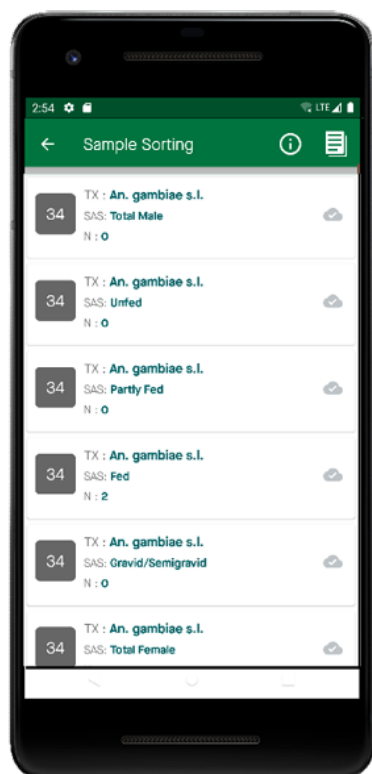 2:54 LTE
Sample Sorting
34
TX : An. gambiae s.l.
SAS: Total Male
N : 0
34
TX : An. gambiae s.l.
SAS: Unfed
N : 0
34
TX : An. gambiae s.l.
SAS: Partly Fed
N : 0
34
TX : An. gambiae s.l.
SAS: Fed
N : 2
34
TX : An. gambiae s.l.
SAS: Gravid/Semigravid
N : 0
34
TX : An. gambiae s.l.
SAS: Total Female